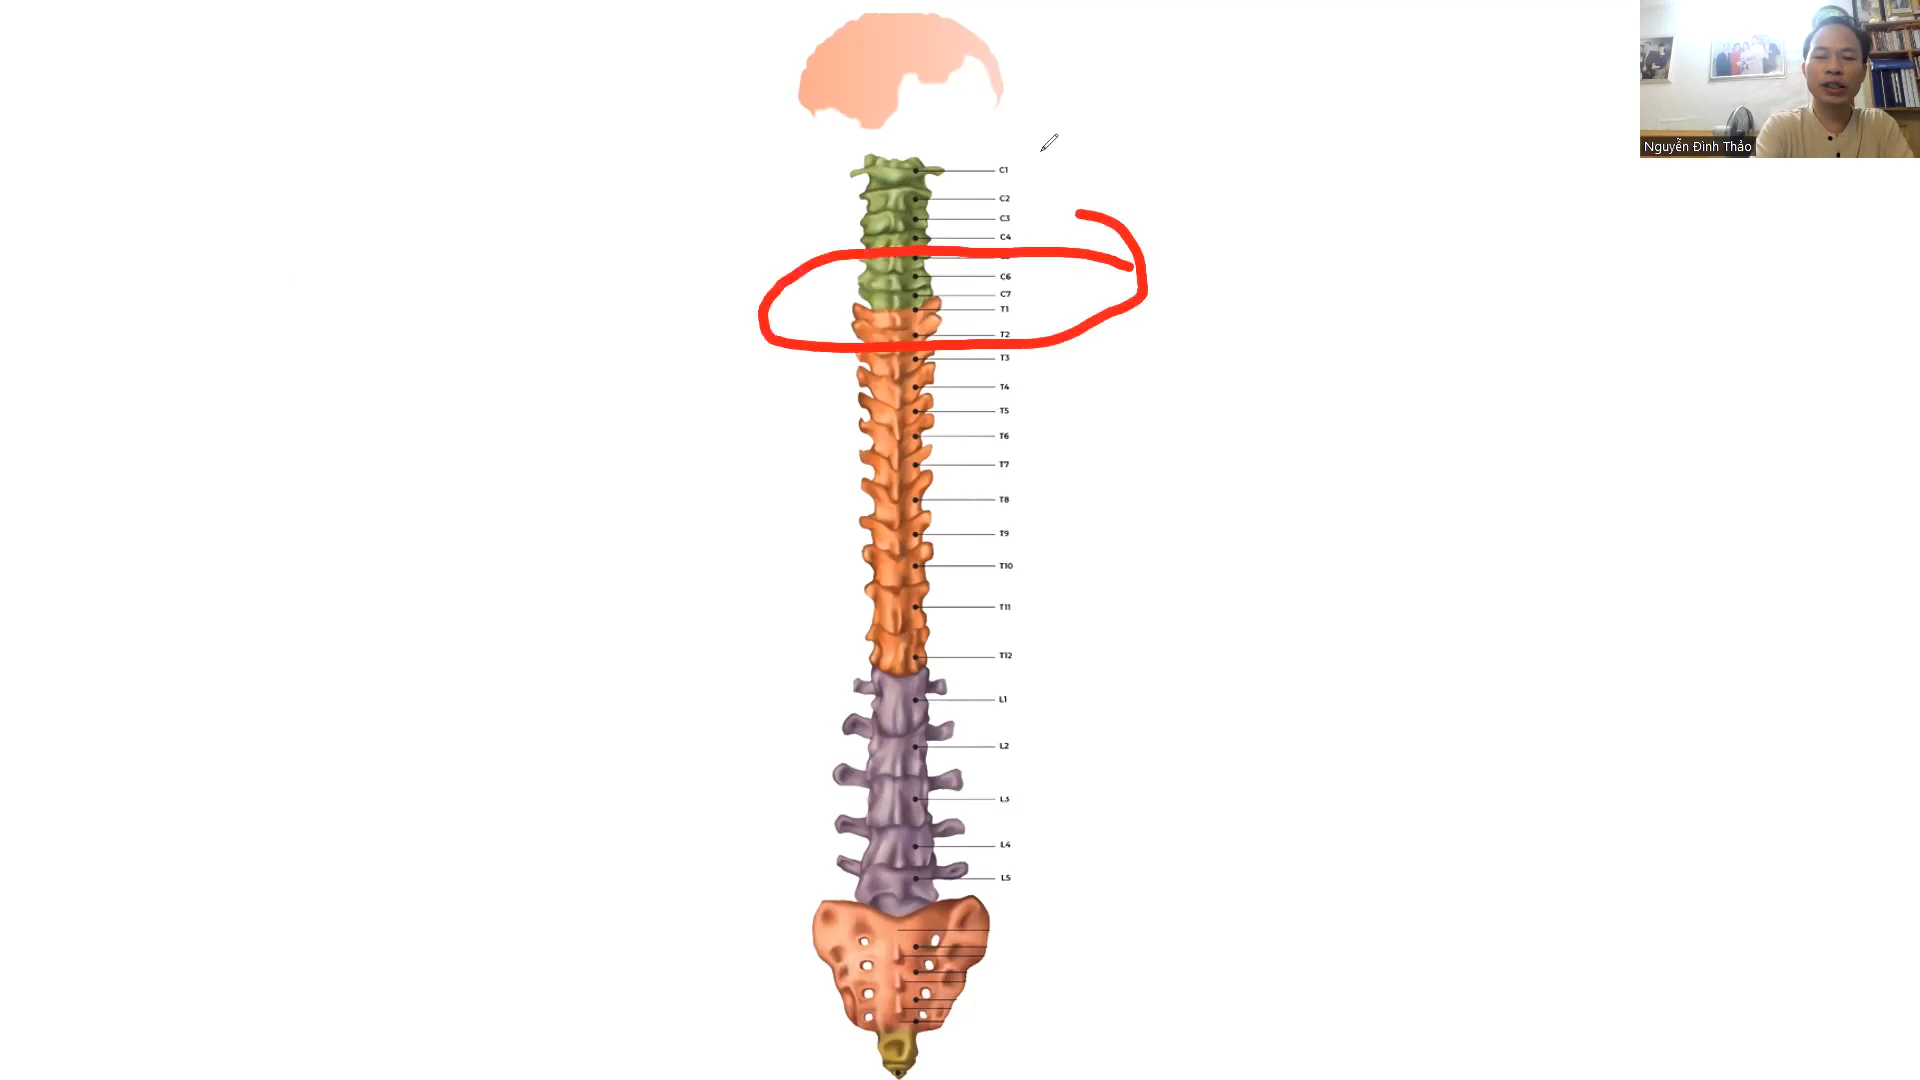 Nguyễn Đình Thảo
C1
C2
C3
C4
C6
C7
T1
T2
T3
T4
T5
T6
T7
T8
T9
T10
T11
T12
L1
L2
L3
L4
L5